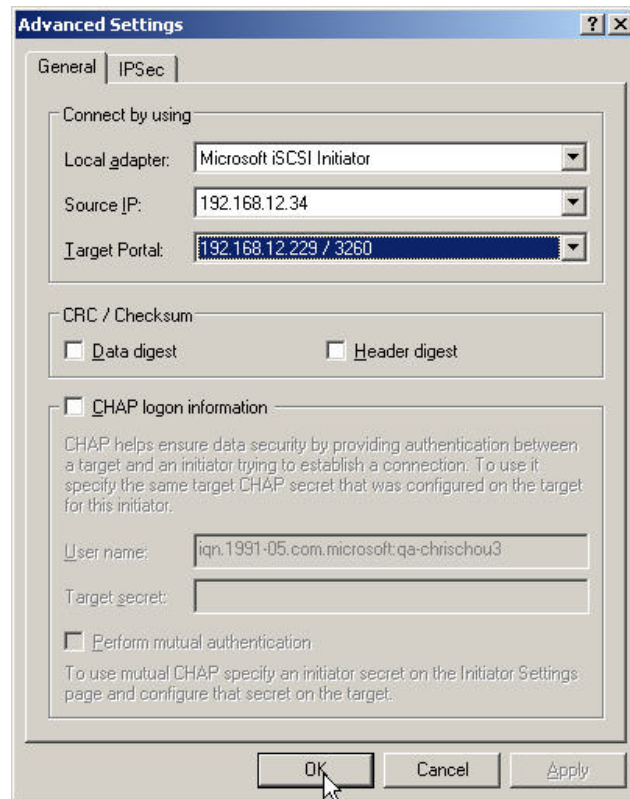 Advanced Settings
General IPSec
Connect by using
Local adapter: Microsoft iSCSI Initiator
Source IP: 192.168.12.34
Target Portal: 192.168.12.229 / 3260
CRC / Checksum
Data digest Header digest
CHAP logon information
CHAP helps ensure data security by providing authentication between
a target and an initiator trying to establish a connection. To use it
specify the same target CHAP secret that was configured on the target
for this initiator.
User name: iqn.1991-05.com.microsoft:qa-chrischou3
Target secret:
Perform mutual authentication
To use mutual CHAP specify an initiator secret on the Initiator Settings
page and configure that secret on the target.
OK Cancel Apply